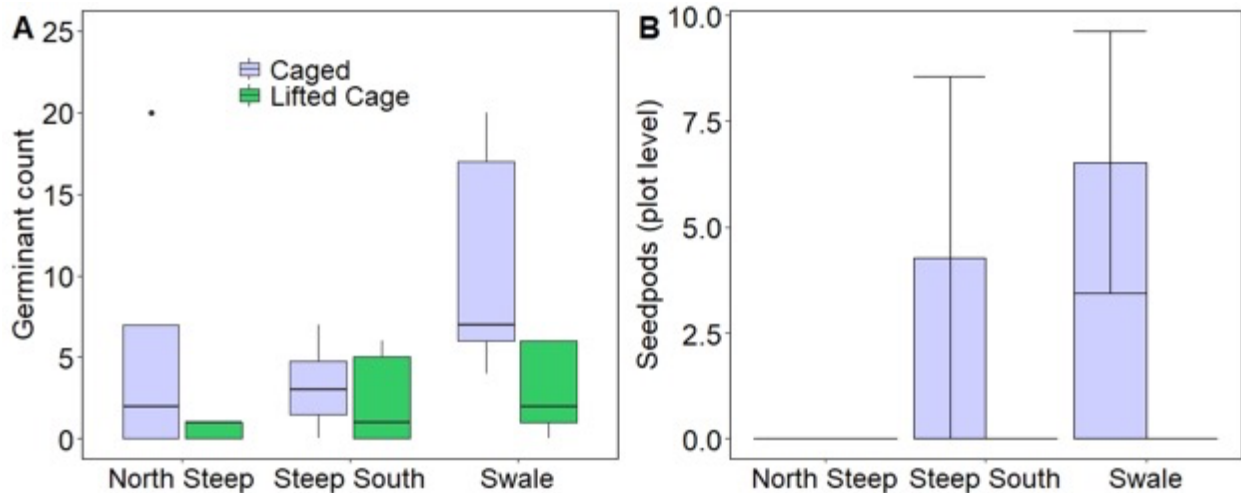 A
Germinant count
25
20
15
10
5
0
Caged
Lifted Cage
North Steep
Steep South
Swale
B
Seedpods (plot level)
10.0
7.5
5.0
2.5
0.0
North Steep
Steep South
Swale